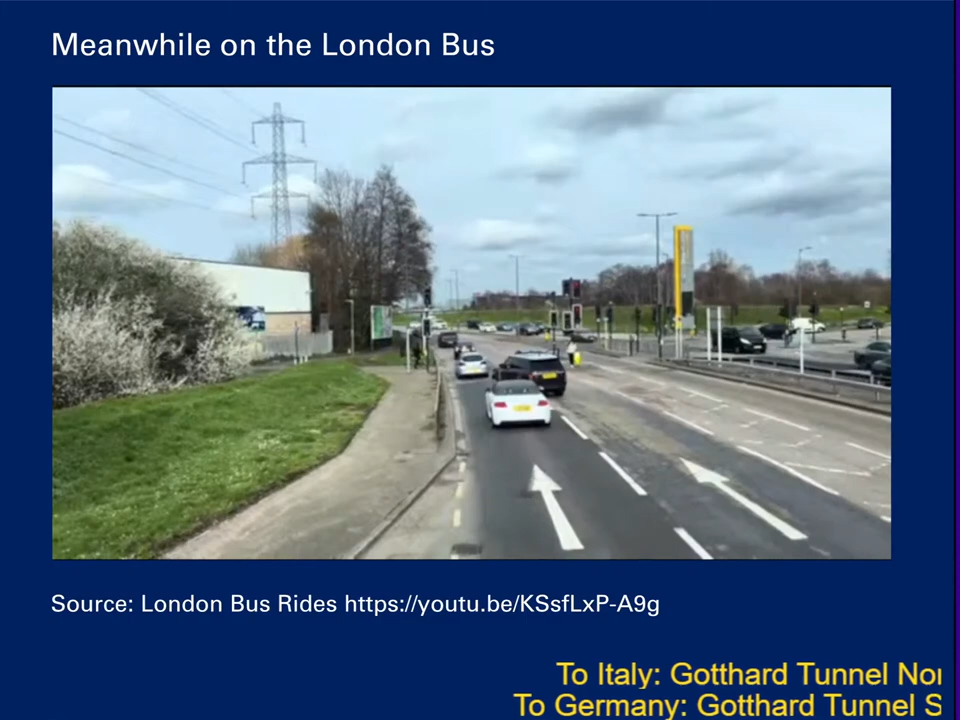 Meanwhile on the London Bus
Source: London Bus Rides https://youtu.be/KSsfLxP-A9g
To Italy: Gotthard Tunnel Nor
To Germany: Gotthard Tunnel S